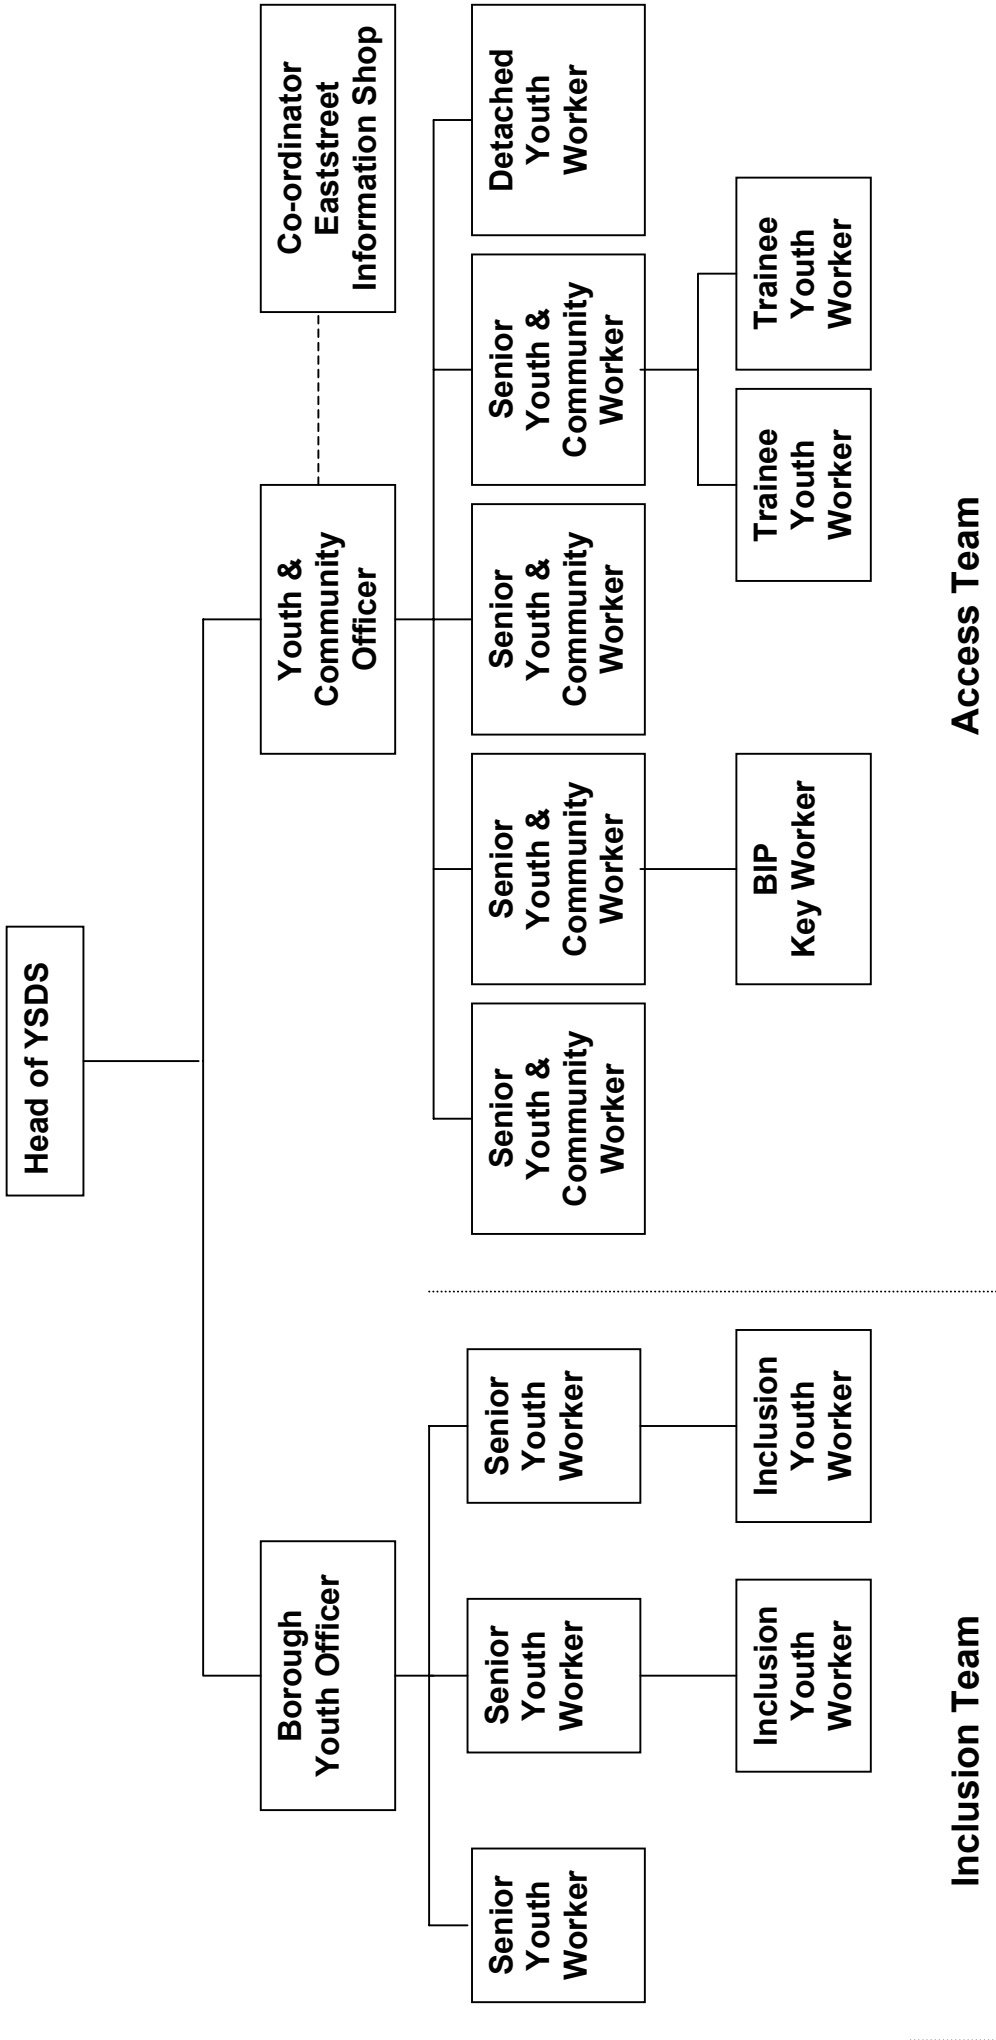 Head of YSDS
Borough
Youth Officer
Youth &
Community
Officer
Co-ordinator
Eaststreet
Information Shop
Senior
Youth
Worker
Senior
Youth
Worker
Senior
Youth
Worker
Senior
Youth &
Community
Worker
Senior
Youth &
Community
Worker
Senior
Youth &
Community
Worker
Senior
Youth &
Community
Worker
Detached
Youth
Worker
Inclusion
Youth
Worker
Inclusion
Youth
Worker
BIP
Key Worker
Trainee
Youth
Worker
Trainee
Youth
Worker
Inclusion Team
Access Team